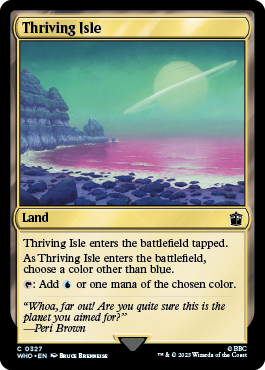 Thriving Isle
Land
Thriving Isle enters the battlefield tapped.
As Thriving Isle enters the battlefield,
choose a color other than blue.
: Add or one mana of the chosen color.
“Whoa, far out! Are you quite sure this is the
planet you aimed for?”
—Peri Brown
C 0327
WHO • EN Bruce Brenneise
© BBC
™ & © 2023 Wizards of the Coast